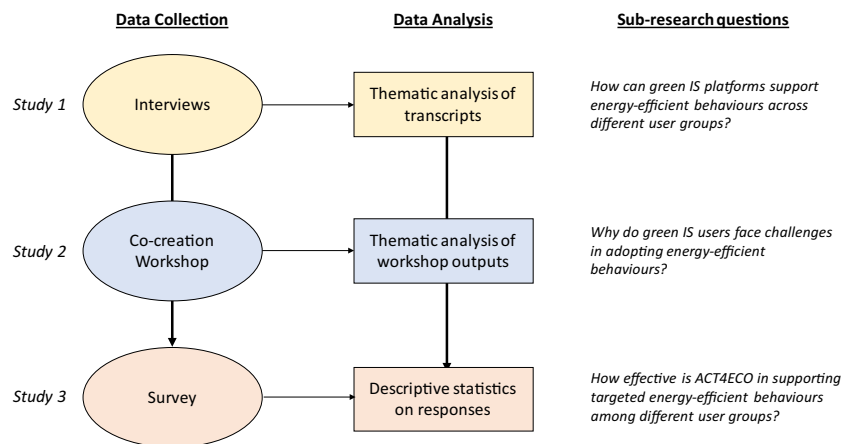 Data Collection
Data Analysis
Sub-research questions
Study 1
Interviews
Thematic analysis of
transcripts
How can green IS platforms support
energy-efficient behaviours across
different user groups?
Study 2
Co-creation
Workshop
Thematic analysis of
workshop outputs
Why do green IS users face challenges
in adopting energy-efficient
behaviours?
Study 3
Survey
Descriptive statistics
on responses
How effective is ACT4ECO in supporting
targeted energy-efficient behaviours
among different user groups?